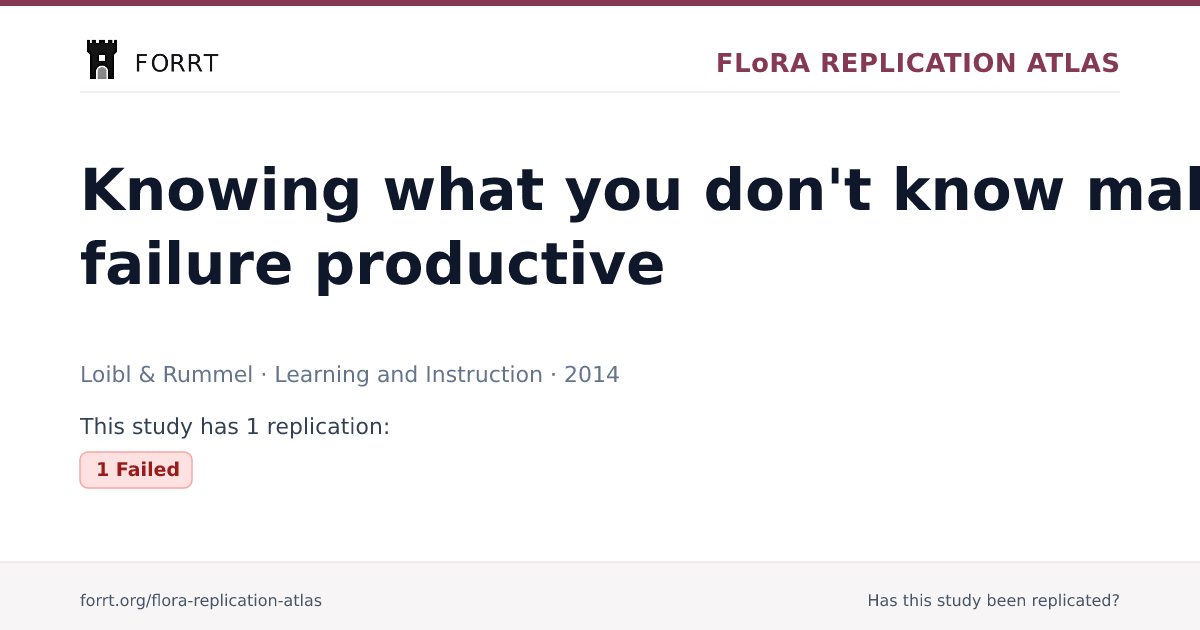 FORRT
FLoRA REPLICATION ATLAS
Knowing what you don't know
failure productive
Loibl & Rummel · Learning and Instruction · 2014
This study has 1 replication:
1 Failed
forrt.org/flora-replication-atlas
Has this study been replicated?